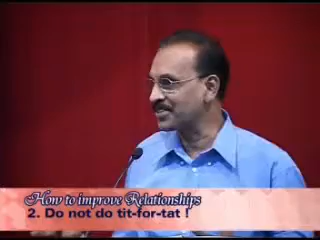 How to improve Relationships
2. Do not do tit-for-tat !